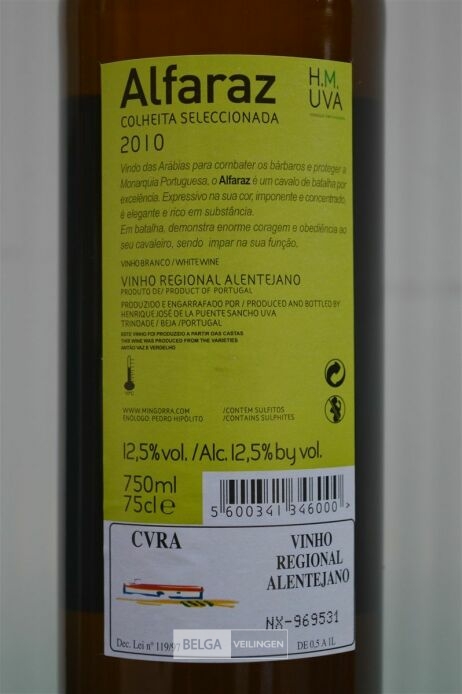 Alfaraz
H.M.
UVA
COLHEITA SELECCIONADA
2010
Vindo das Arábias para combater os bárbaros e proteger a
Monarquia Portuguesa, o Alfaraz é um cavalo de batalha por
excelência. Expressivo na sua cor, imponente e concentrado,
é elegante e rico em substância.
Em batalha, demonstra enorme coragem e obediência ao
seu cavaleiro, sendo impar na sua função.
VINHO BRANCO / WHITE WINE
VINHO REGIONAL ALENTEJANO
PRODUTO DE/ PRODUCT OF PORTUGAL
PRODUZIDO E ENGARRAFADO POR / PRODUCED AND BOTTLED BY
HENRIQUE JOSÉ DE LA PUENTE SANCHO UVA
TRINDADE / BEJA / PORTUGAL
ESTE VINHO FOI PRODUZIDO A PARTIR DAS CASTAS
THIS WINE WAS PRODUCED FROM THE VARIETIES
ANTÃO VAZ E VERDELHO
WWW.MINGORRA.COM
ENÓLOGO: PEDRO HIPÓLITO
/CONTÉM SULFITOS
/CONTAINS SULPHITES
12,5% vol. /Alc. 12,5% by vol.
750ml
75cl e
5 600341 346000 >
CVRA
VINHO
REGIONAL
ALENTEJANO
NX-969531
Dec. Lei nº 119/97
DE 0.5 A 1L
BELGA VEILINGEN